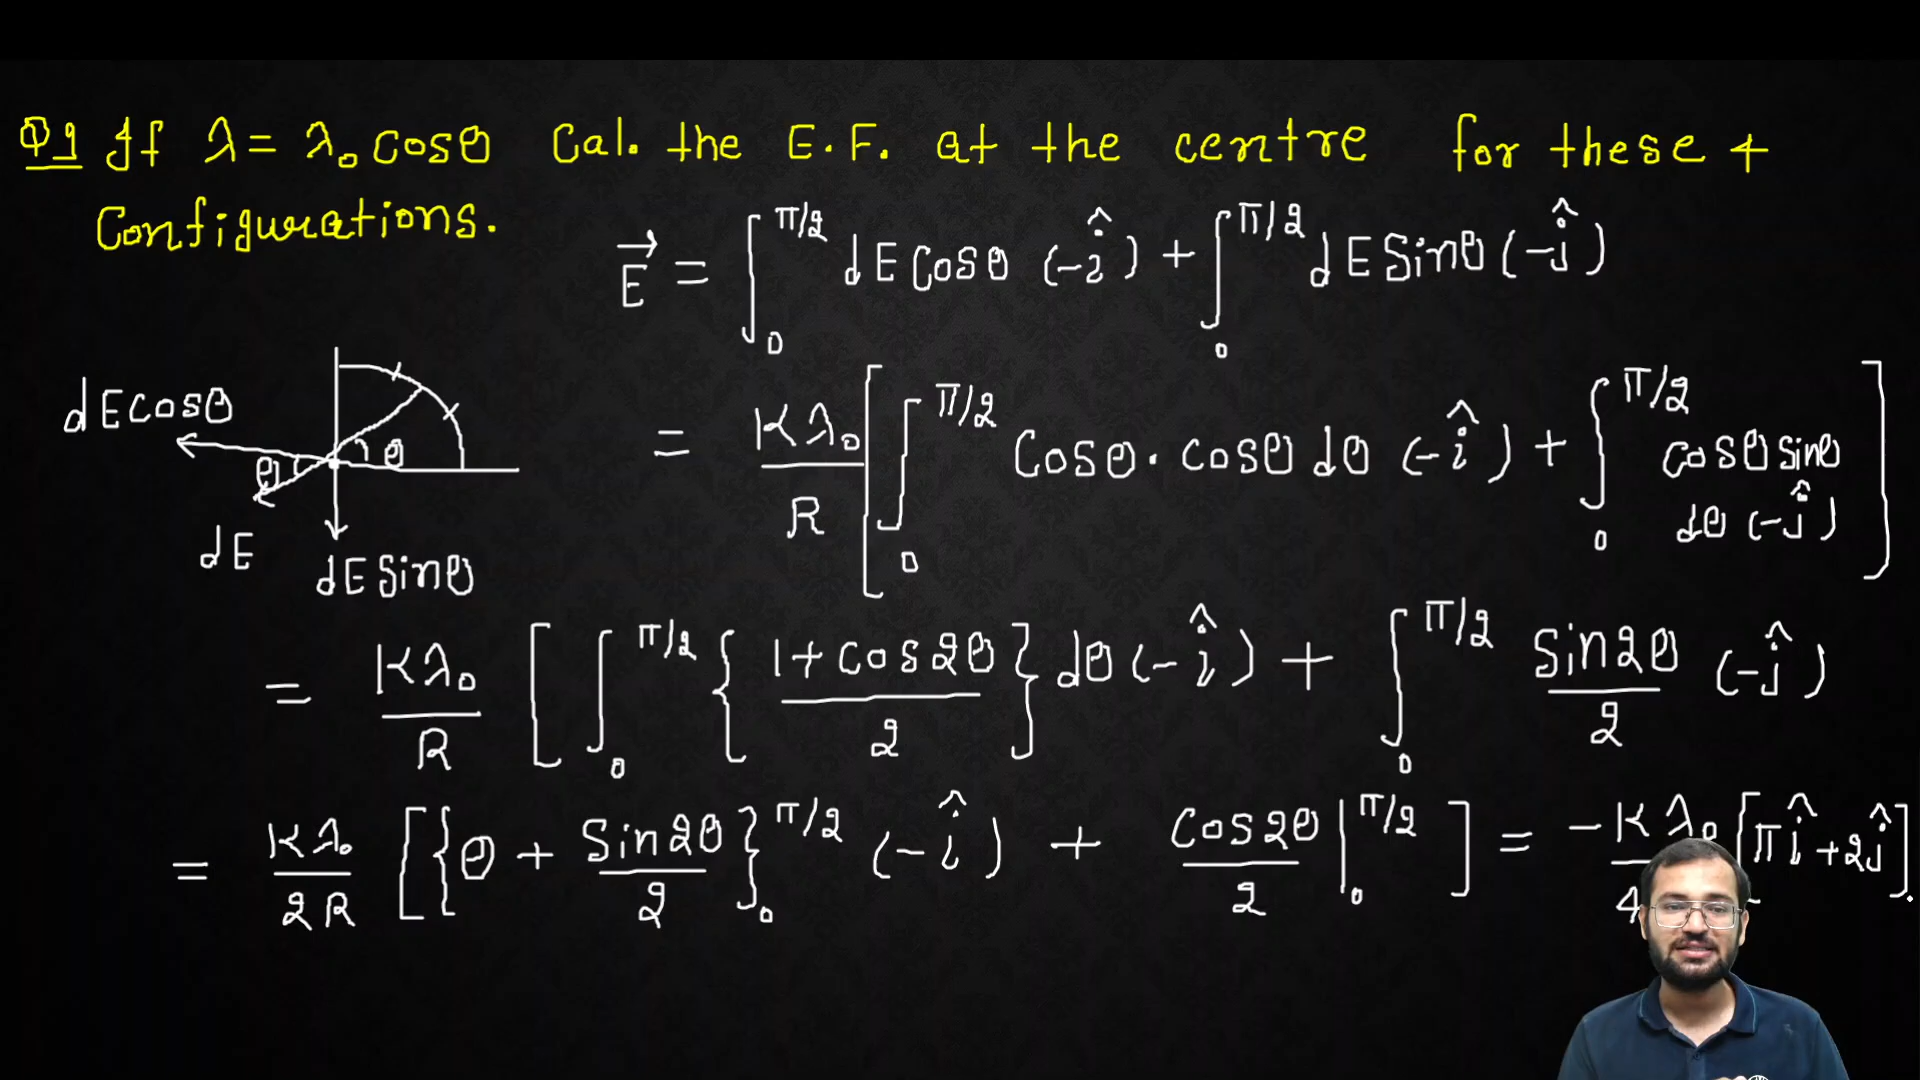 Q1 If λ = λ₀ cosθ Cal. the E.F. at the centre for these 4
Configurations.
E⃗ = ∫₀^π/2 dE cosθ (-î) + ∫₀^π/2 dE Sinθ (-ĵ)
dE cosθ
θ
θ
dE
dE Sinθ
= Kλ₀/R [ ∫₀^π/2 Cosθ · cosθ dθ (-î) + ∫₀^π/2 cosθ sinθ dθ (-ĵ) ]
= Kλ₀/R [ ∫₀^π/2 { (1 + cos2θ)/2 } dθ (-î) + ∫₀^π/2 Sin2θ/2 (-ĵ)
= Kλ₀/2R [ { θ + Sin2θ/2 }₀^π/2 (-î) + Cos2θ/2 |₀^π/2 ] = -Kλ₀/4 [πî + 2ĵ].